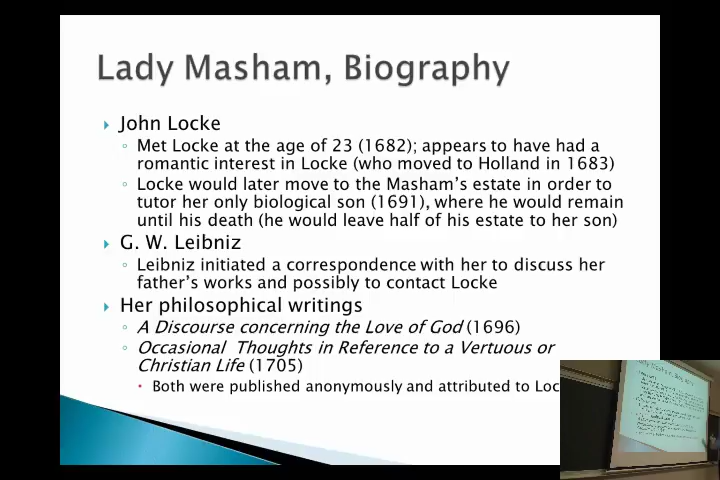 Lady Masham, Biography
John Locke
Met Locke at the age of 23 (1682); appears to have had a
romantic interest in Locke (who moved to Holland in 1683)
Locke would later move to the Masham's estate in order to
tutor her only biological son (1691), where he would remain
until his death (he would leave half of his estate to her son)
G. W. Leibniz
Leibniz initiated a correspondence with her to discuss her
father's works and possibly to contact Locke
Her philosophical writings
A Discourse concerning the Love of God (1696)
Occasional Thoughts in Reference to a Vertuous or
Christian Life (1705)
Both were published anonymously and attributed to Loc
Lady Masham, Biography